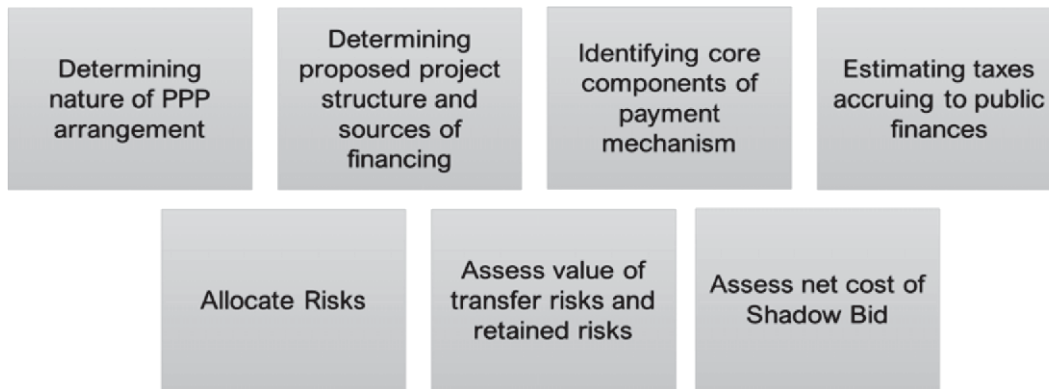 Determining
nature of PPP
arrangement
Determining
proposed project
structure and
sources of
financing
Identifying core
components of
payment
mechanism
Estimating taxes
accruing to public
finances
Allocate Risks
Assess value of
transfer risks and
retained risks
Assess net cost of
Shadow Bid